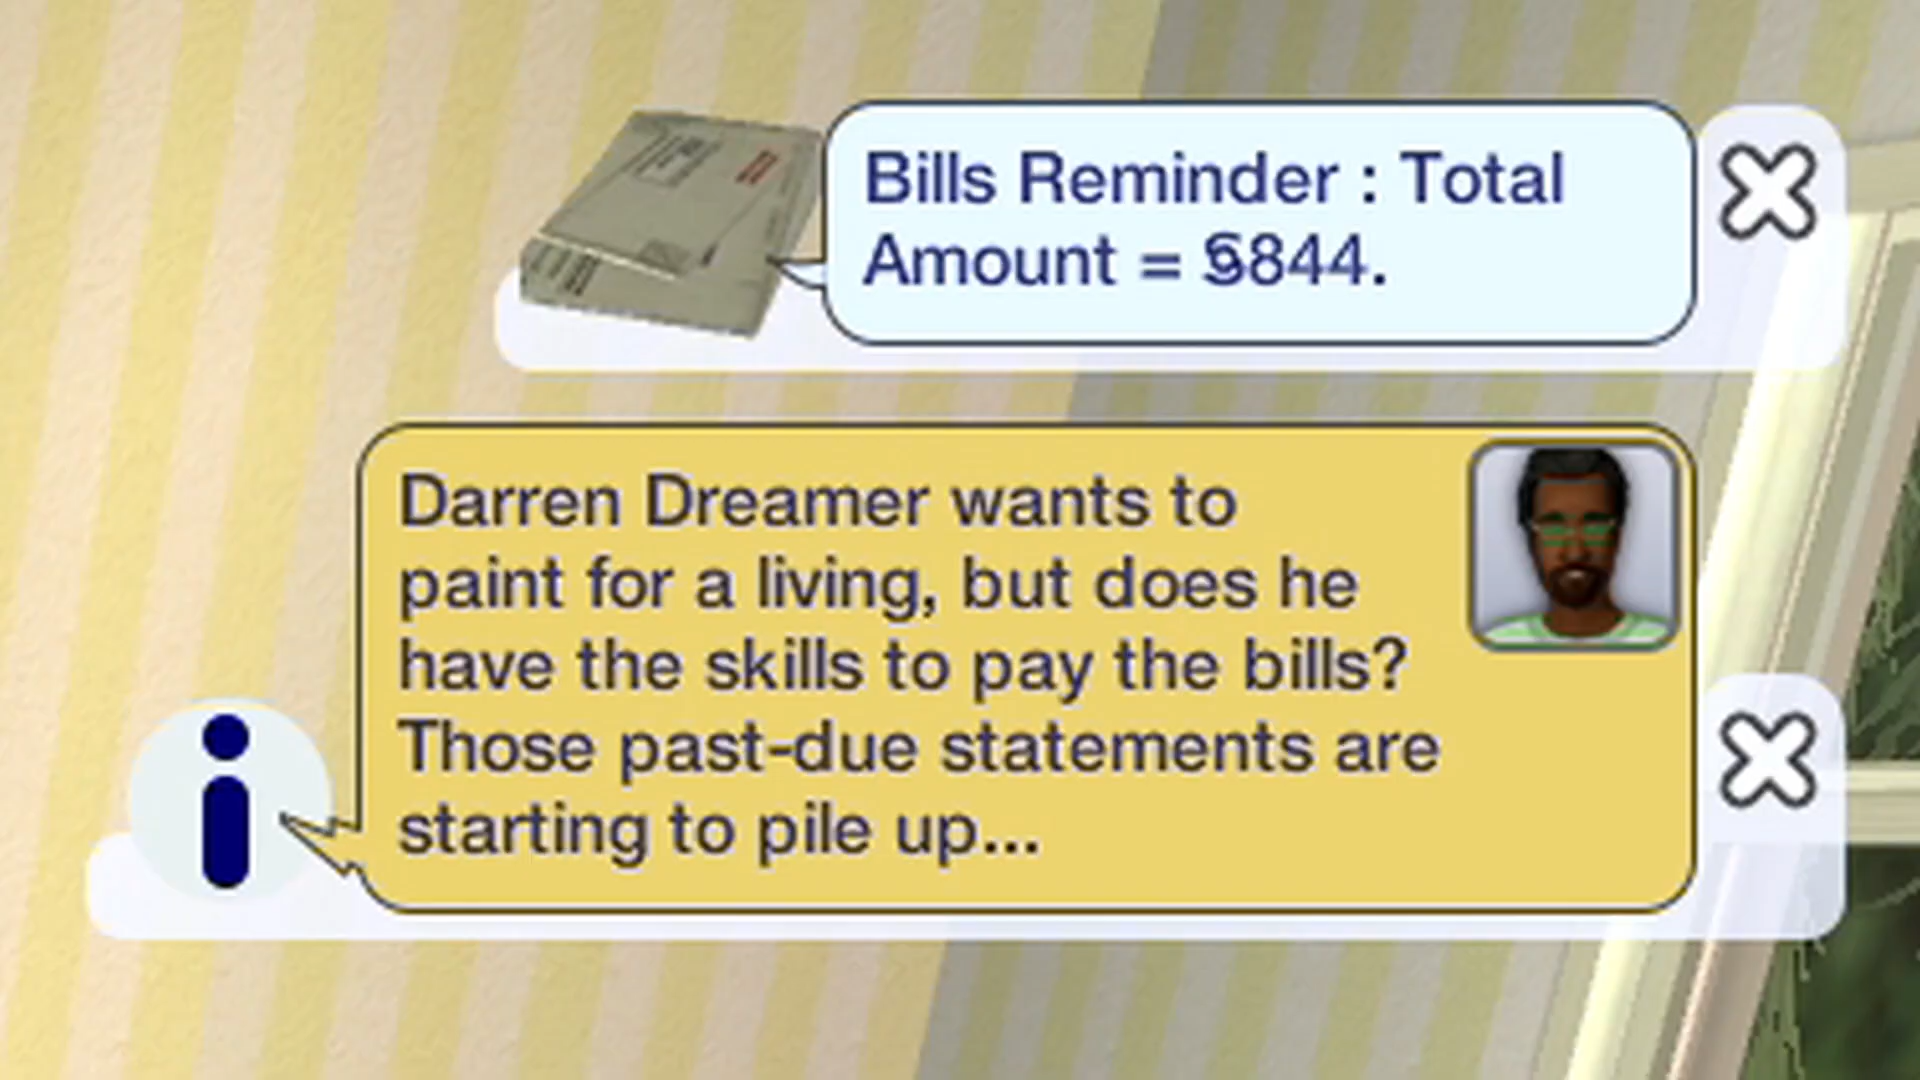 Bills Reminder : Total
Amount = §844.
Darren Dreamer wants to
paint for a living, but does he
have the skills to pay the bills?
Those past-due statements are
starting to pile up...